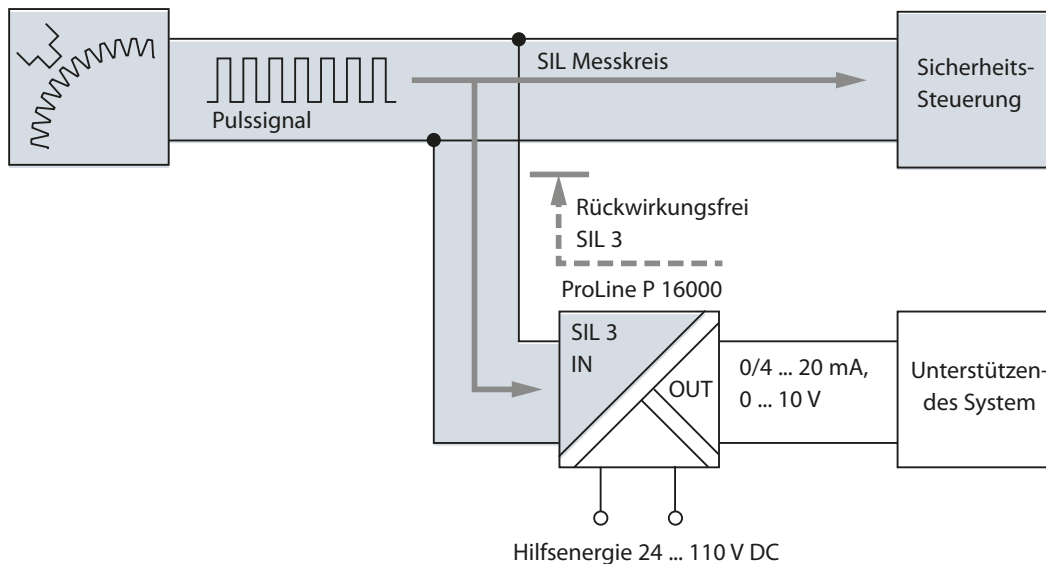 SIL Messkreis
Pulssignal
Sicherheits-
Steuerung
Rückwirkungsfrei
SIL 3
ProLine P 16000
SIL 3
IN
OUT
0/4 ... 20 mA,
0 ... 10 V
Unterstützen-
des System
Hilfsenergie 24 ... 110 V DC